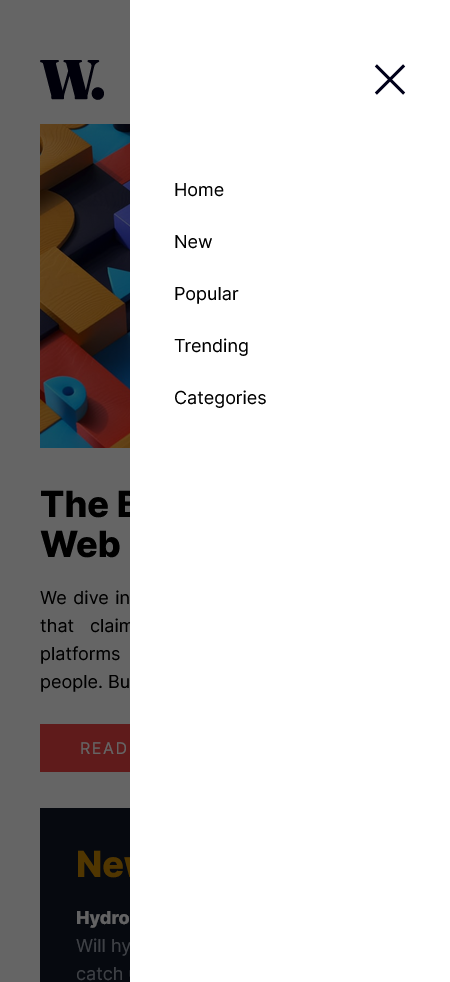 W.
Home
New
Popular
Trending
Categories
The
Web
We dive in
that claim
platforms
people. Bu
READ
New
Hydro
Will hy
catch